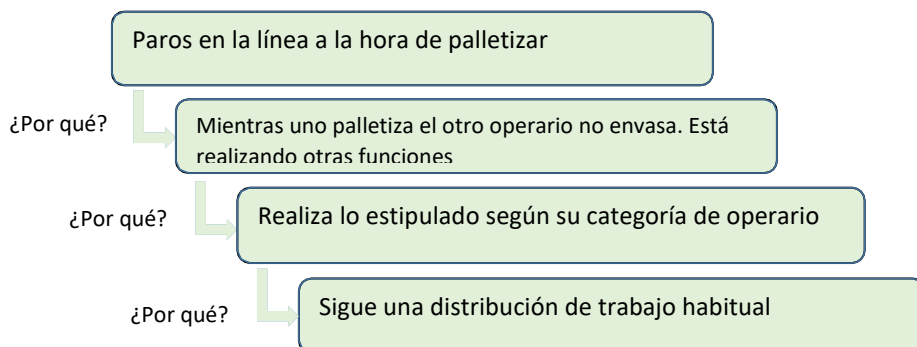 Paros en la línea a la hora de palletizar
¿Por qué?
Mientras uno palletiza el otro operario no envasa. Está
realizando otras funciones
¿Por qué?
Realiza lo estipulado según su categoría de operario
¿Por qué?
Sigue una distribución de trabajo habitual